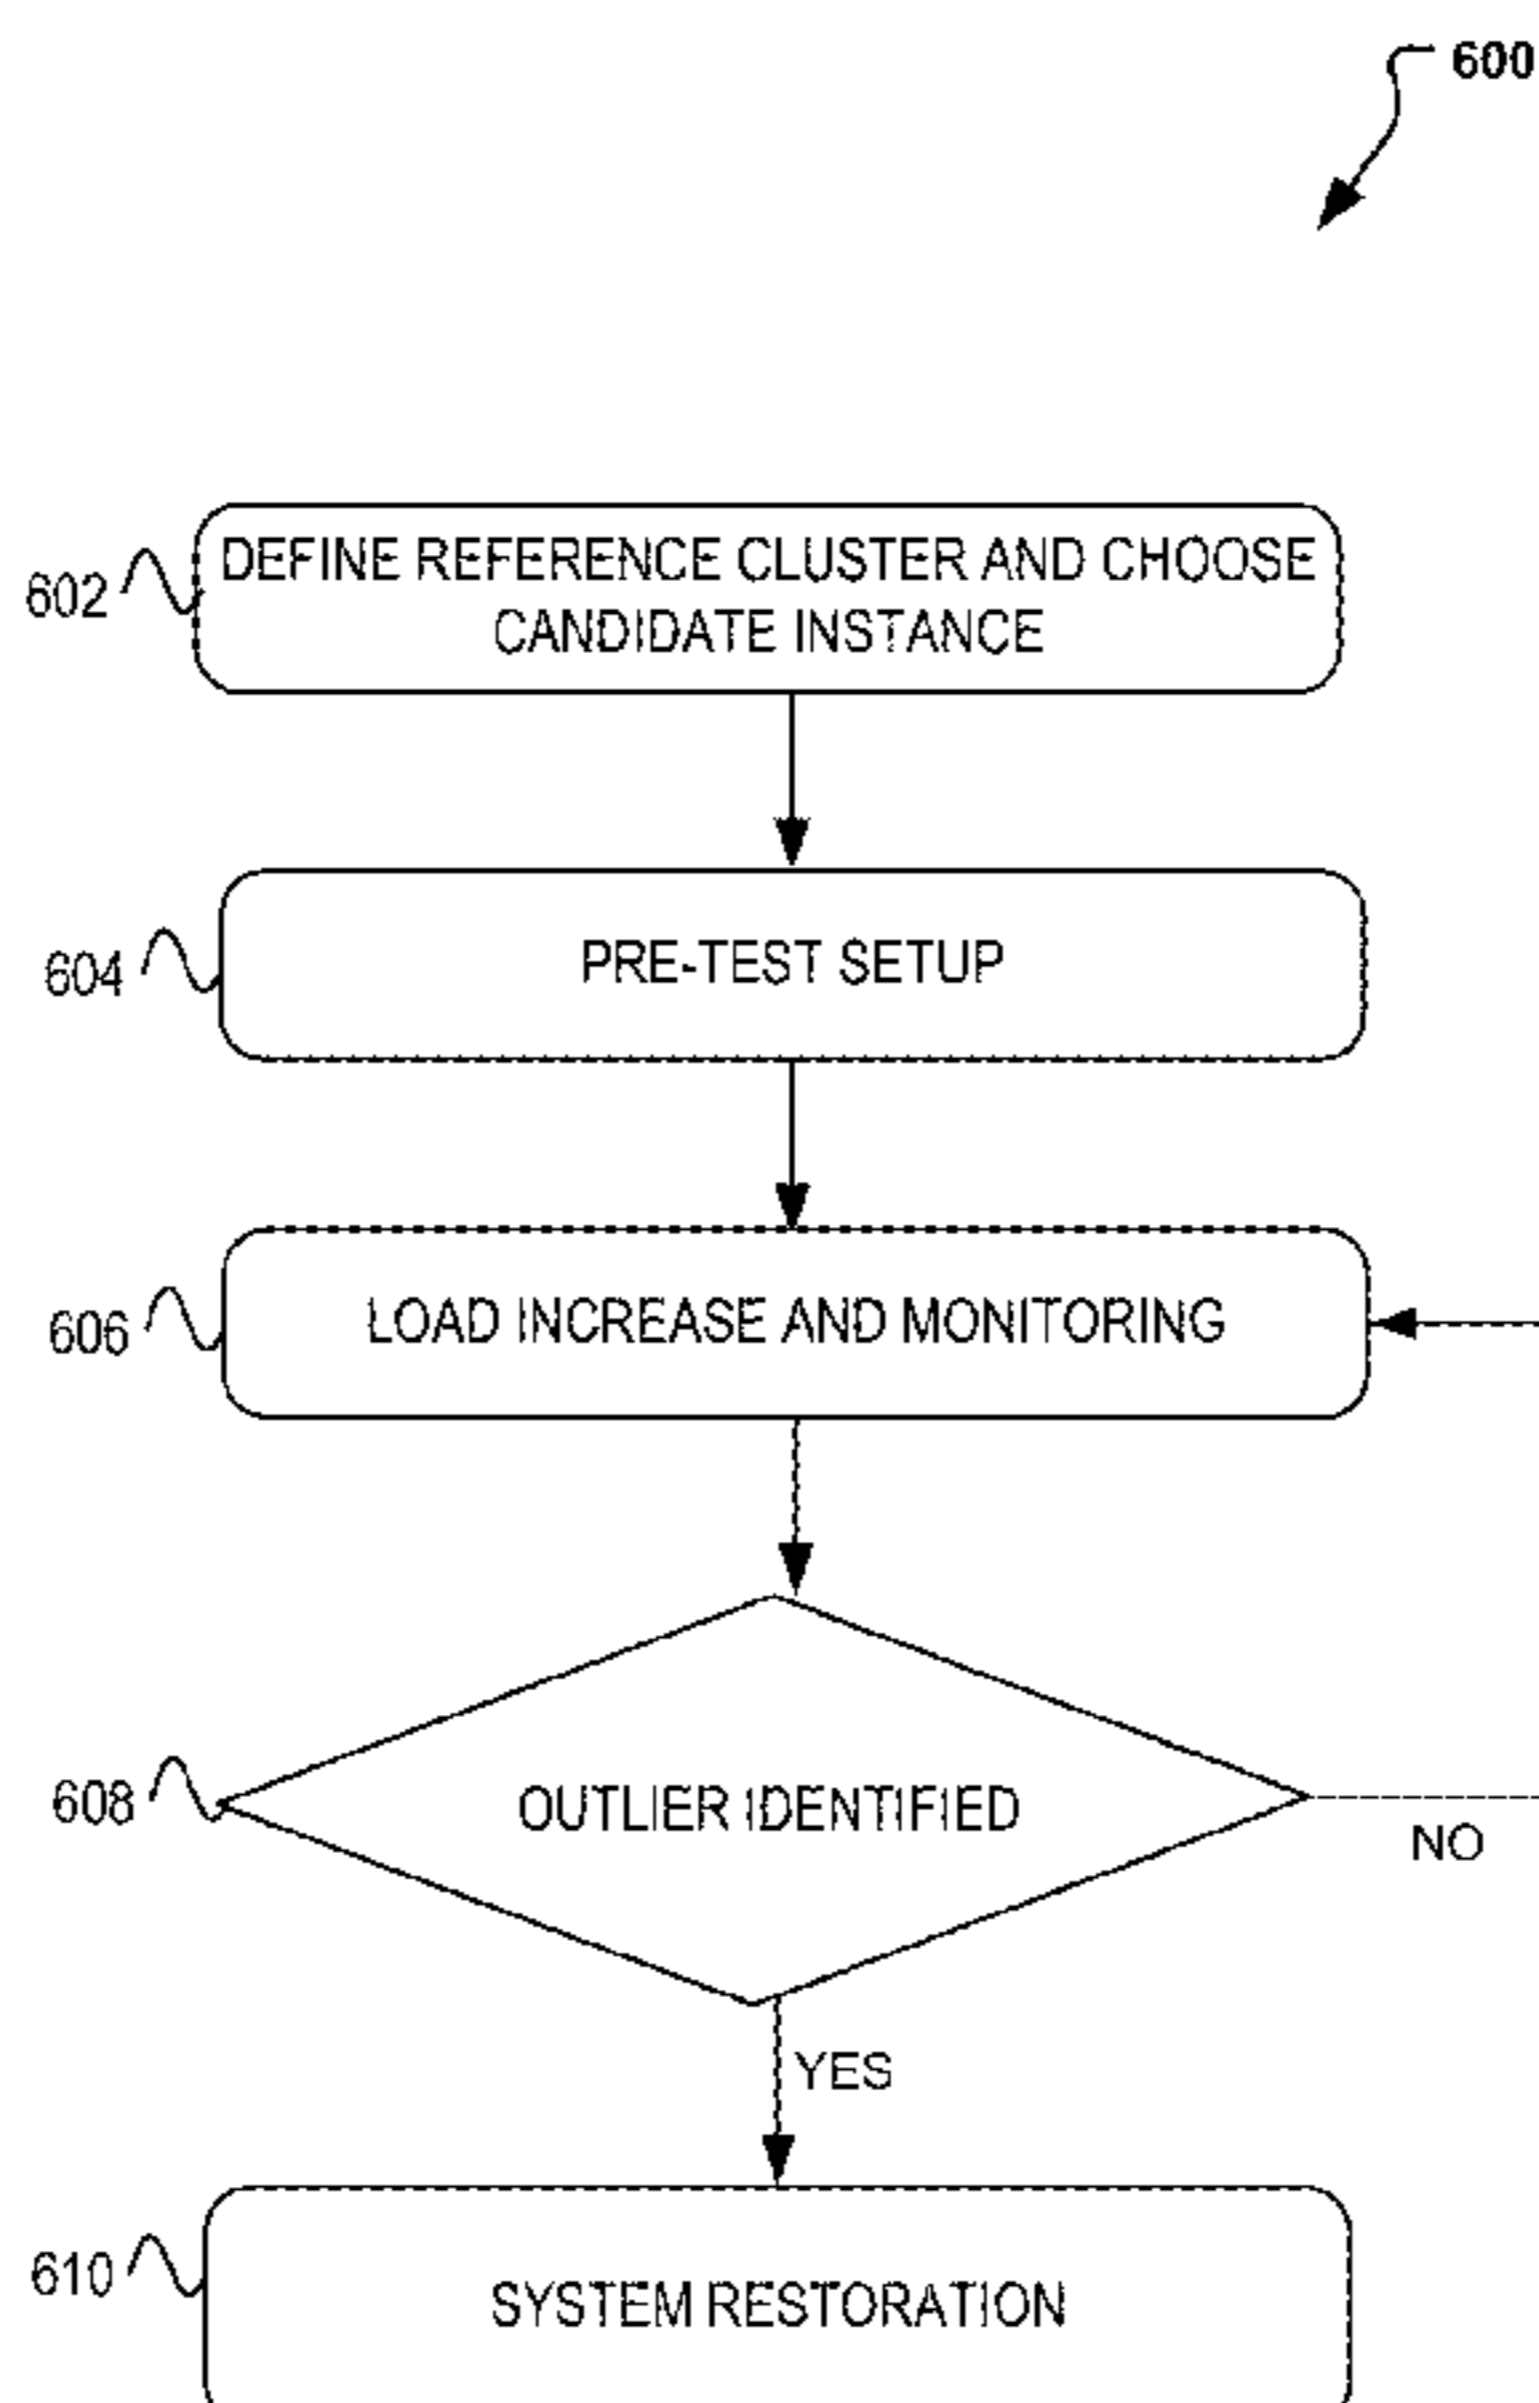 600
602
DEFINE REFERENCE CLUSTER AND CHOOSE
CANDIDATE INSTANCE
604
PRE-TEST SETUP
606
LOAD INCREASE AND MONITORING
608
OUTLIER IDENTIFIED
NO
YES
610
SYSTEM RESTORATION